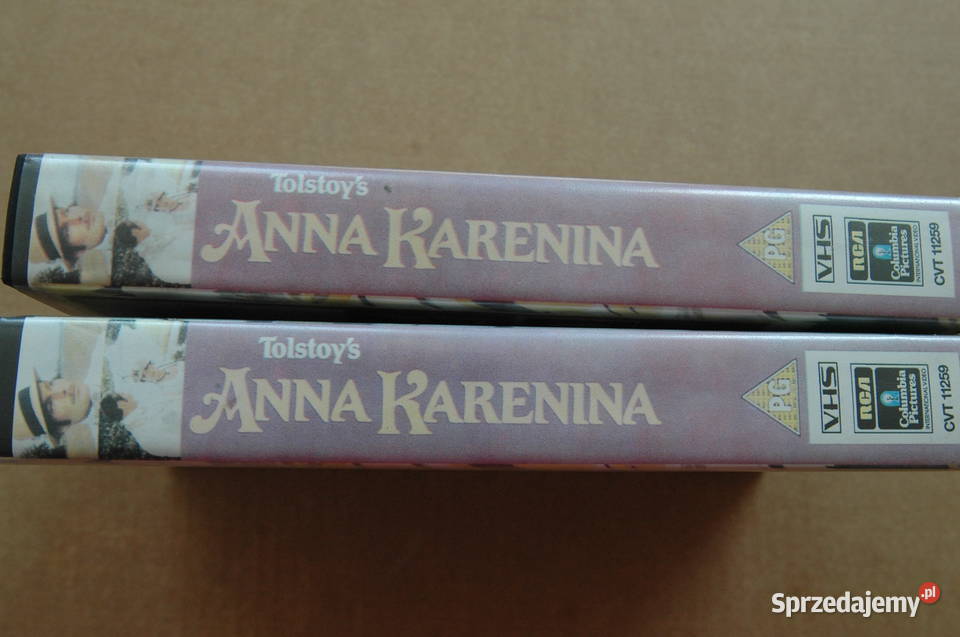 Tolstoy's
ANNA KARENINA
PG
VHS
RCA
Columbia
Pictures
INTERNATIONAL VIDEO
CVT 11259
Tolstoy's
ANNA KARENINA
PG
VHS
RCA
Columbia
Pictures
INTERNATIONAL VIDEO
CVT 11259
Sprzedajemy.pl